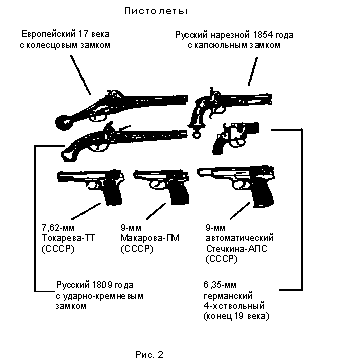 Пистолеты
Европейский 17 века
с колесцовым замком
Русский нарезной 1854 года
с капсюльным замком
7,62-мм
Токарева-ТТ
(СССР)
9-мм
Макарова-ПМ
(СССР)
9-мм
автоматический
Стечкина-АПС
(СССР)
Русский 1809 года
с ударно-кремневым
замком
6,35-мм
германский
4-хствольный
(конец 19 века)
Рис. 2